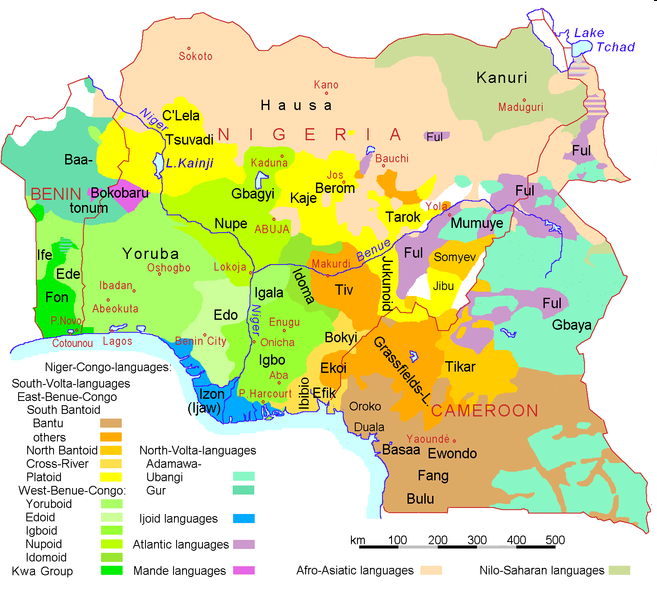 Lake
Tchad
Sokoto
Kanuri
Kano
Hausa
Maduguri
C'Lela
Niger
Tsuvadi
NIGERIA
Ful
Ful
Baa-
L.Kainji
Kaduna
Bauchi
Jos
BENIN
Bokobaru
Gbagyi
Berom
Kaje
Ful
tonum
Yola
Tarok
Mumuye
Nupe
ABUJA
Benue
Ife
Yoruba
Ful
Somyev
Ede
Oshogbo
Lokoja
Makurdi
Idoma
Jukunoid
Jibu
Fon
Ibadan
Igala
Tiv
Ful
Abeokuta
Edo
Niger
Gbaya
P.Novo
Enugu
Cotounou
Lagos
Benin City
Onicha
Bokyi
Grassfields-L.
Igbo
Ekoi
Tikar
Aba
Izon
(Ijaw)
P.Harcourt
Ibibio
Efik
Oroko
CAMEROON
Duala
Yaoundé
Basaa
Ewondo
Fang
Bulu
Niger-Congo-languages:
South-Volta-languages
East-Benue-Congo
South Bantoid
Bantu
others
North Bantoid
Cross-River
Platoid
West-Benue-Congo:
Yoruboid
Edoid
Igboid
Nupoid
Idomoid
Kwa Group
North-Volta-languages
Adamawa-
Ubangi
Gur
Ijoid languages
Atlantic languages
Mande languages
km 100 200 300 400 500
Afro-Asiatic languages
Nilo-Saharan languages